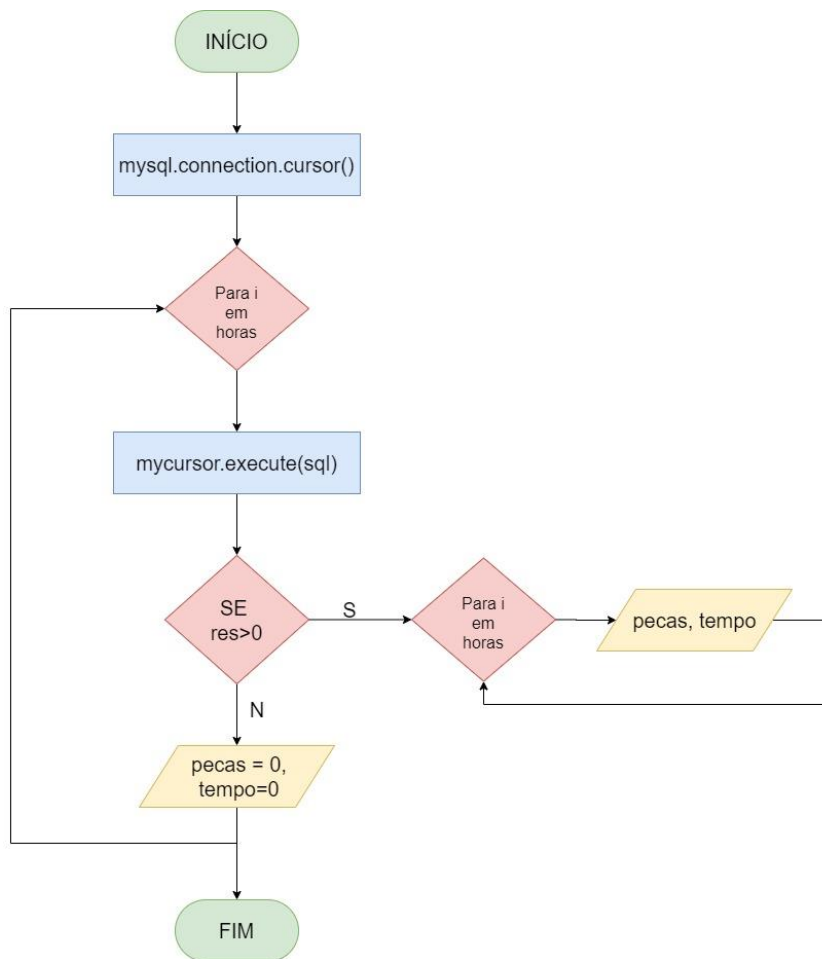 INÍCIO
mysql.connection.cursor()
Para i
em
horas
mycursor.execute(sql)
SE
res>0
S
Para i
em
horas
pecas, tempo
N
pecas = 0,
tempo=0
FIM